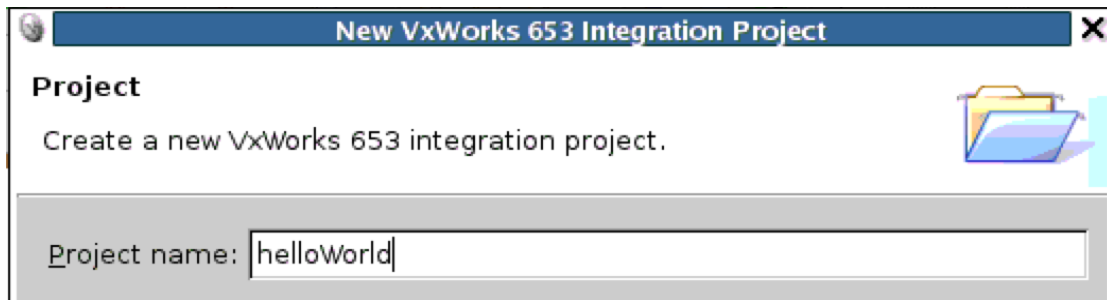 New VxWorks 653 Integration Project
Project
Create a new VxWorks 653 integration project.
Project name: helloWorld